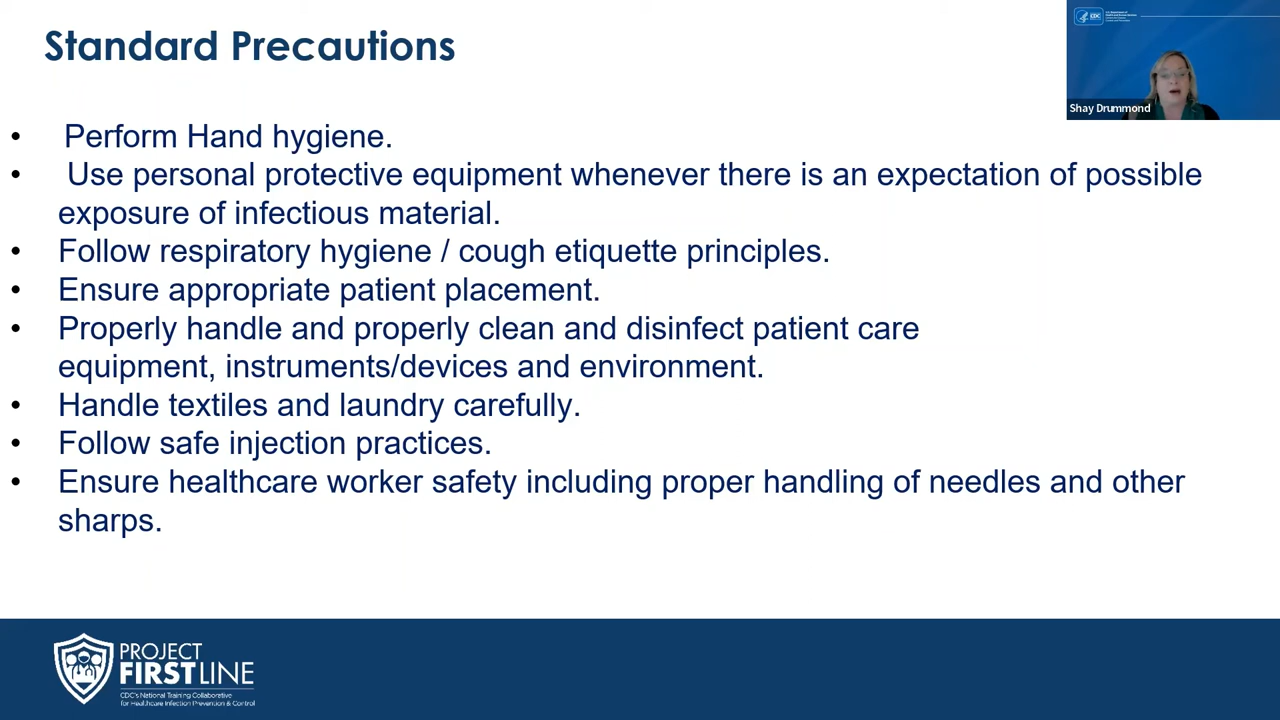 Standard Precautions
CDC
Shay Drummond
• Perform Hand hygiene.
• Use personal protective equipment whenever there is an expectation of possible
exposure of infectious material.
• Follow respiratory hygiene / cough etiquette principles.
• Ensure appropriate patient placement.
• Properly handle and properly clean and disinfect patient care
equipment, instruments/devices and environment.
• Handle textiles and laundry carefully.
• Follow safe injection practices.
• Ensure healthcare worker safety including proper handling of needles and other
sharps.
PROJECT
FIRSTLINE
CDC's National Training Collaborative
for Healthcare Infection Prevention & Control